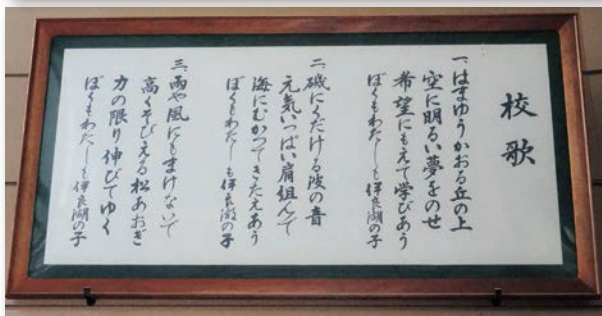 校歌
一、はまゆうかおる丘の上
空に明るい夢をのせ
希望にもえて学びあう
ぼくもわたしも伊良湖の子
二、磯にくだける波の音
元気いっぱい肩組んで
海にむかってきたえあう
ぼくもわたしも伊良湖の子
三、雨や風にもまけないで
高くそびえる松あおぎ
力の限り伸びてゆく
ぼくもわたしも伊良湖の子